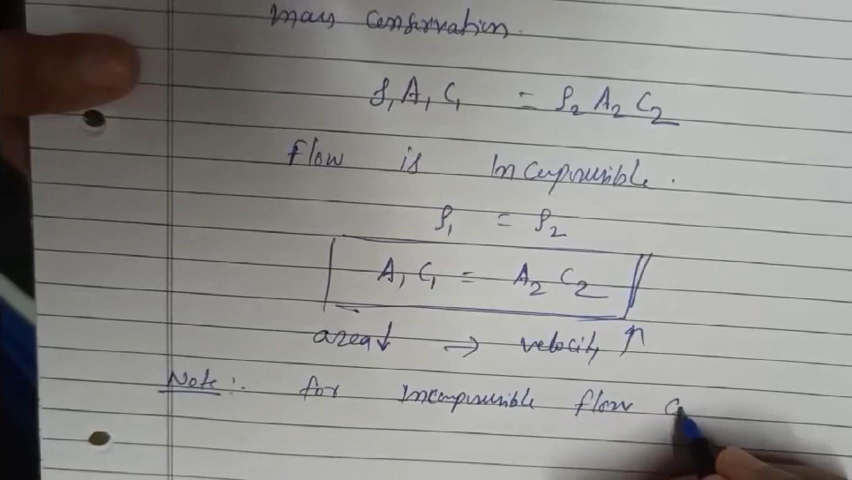 mass conservation.
ρ₁A₁C₁ = ρ₂A₂C₂
flow is Incompressible.
ρ₁ = ρ₂
A₁C₁ = A₂C₂
area↓ → velocity ↑
Note:- for Incompressible flow